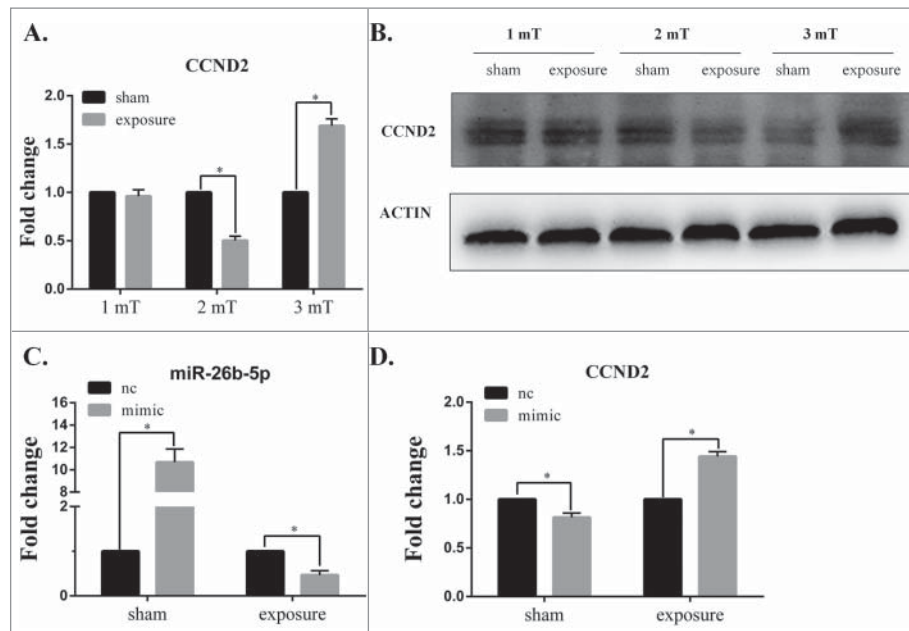 A.
CCND2
sham
exposure
Fold change
2.0
1.5
1.0
0.5
0.0
*
*
1 mT
2 mT
3 mT
B.
1 mT
2 mT
3 mT
sham
exposure
sham
exposure
sham
exposure
CCND2
ACTIN
C.
miR-26b-5p
nc
mimic
Fold change
16
14
12
10
8
2
1
0
*
*
sham
exposure
D.
CCND2
nc
mimic
Fold change
2.0
1.5
1.0
0.5
0.0
*
*
sham
exposure